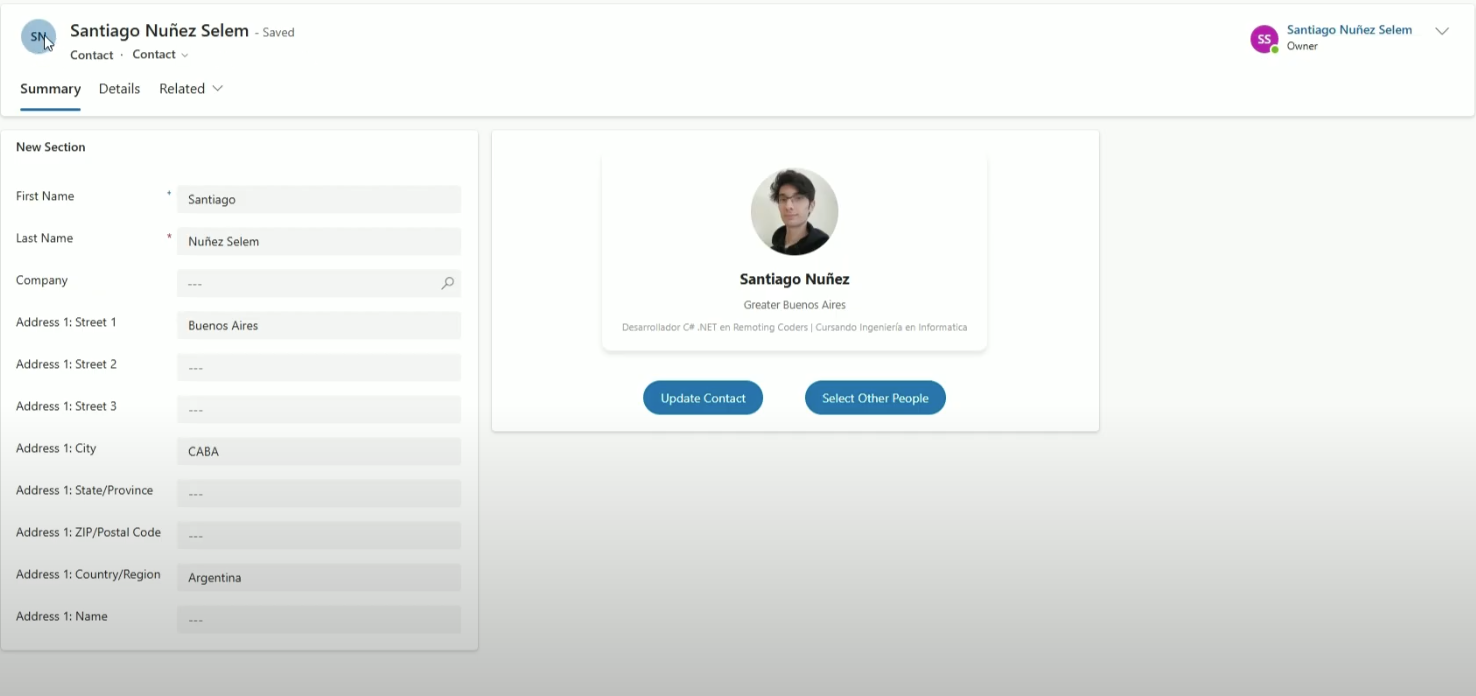 SN
Santiago Nuñez Selem - Saved
Contact · Contact
SS
Santiago Nuñez Selem
Owner
Summary Details Related
New Section
First Name * Santiago
Last Name * Nuñez Selem
Company ---
Address 1: Street 1 Buenos Aires
Address 1: Street 2 ---
Address 1: Street 3 ---
Address 1: City CABA
Address 1: State/Province ---
Address 1: ZIP/Postal Code ---
Address 1: Country/Region Argentina
Address 1: Name ---
Santiago Nuñez
Greater Buenos Aires
Desarrollador C# .NET en Remoting Coders | Cursando Ingeniería en Informatica
Update Contact Select Other People